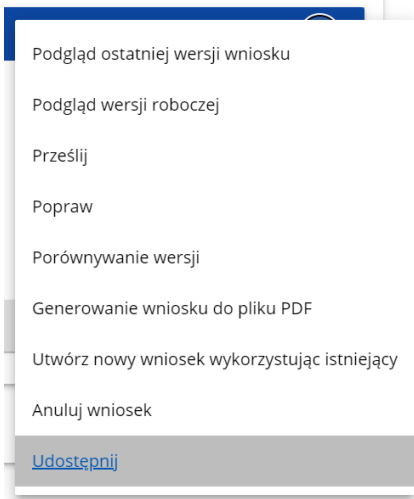 Podgląd ostatniej wersji wniosku
Podgląd wersji roboczej
Prześlij
Popraw
Porównywanie wersji
Generowanie wniosku do pliku PDF
Utwórz nowy wniosek wykorzystując istniejący
Anuluj wniosek
Udostępnij